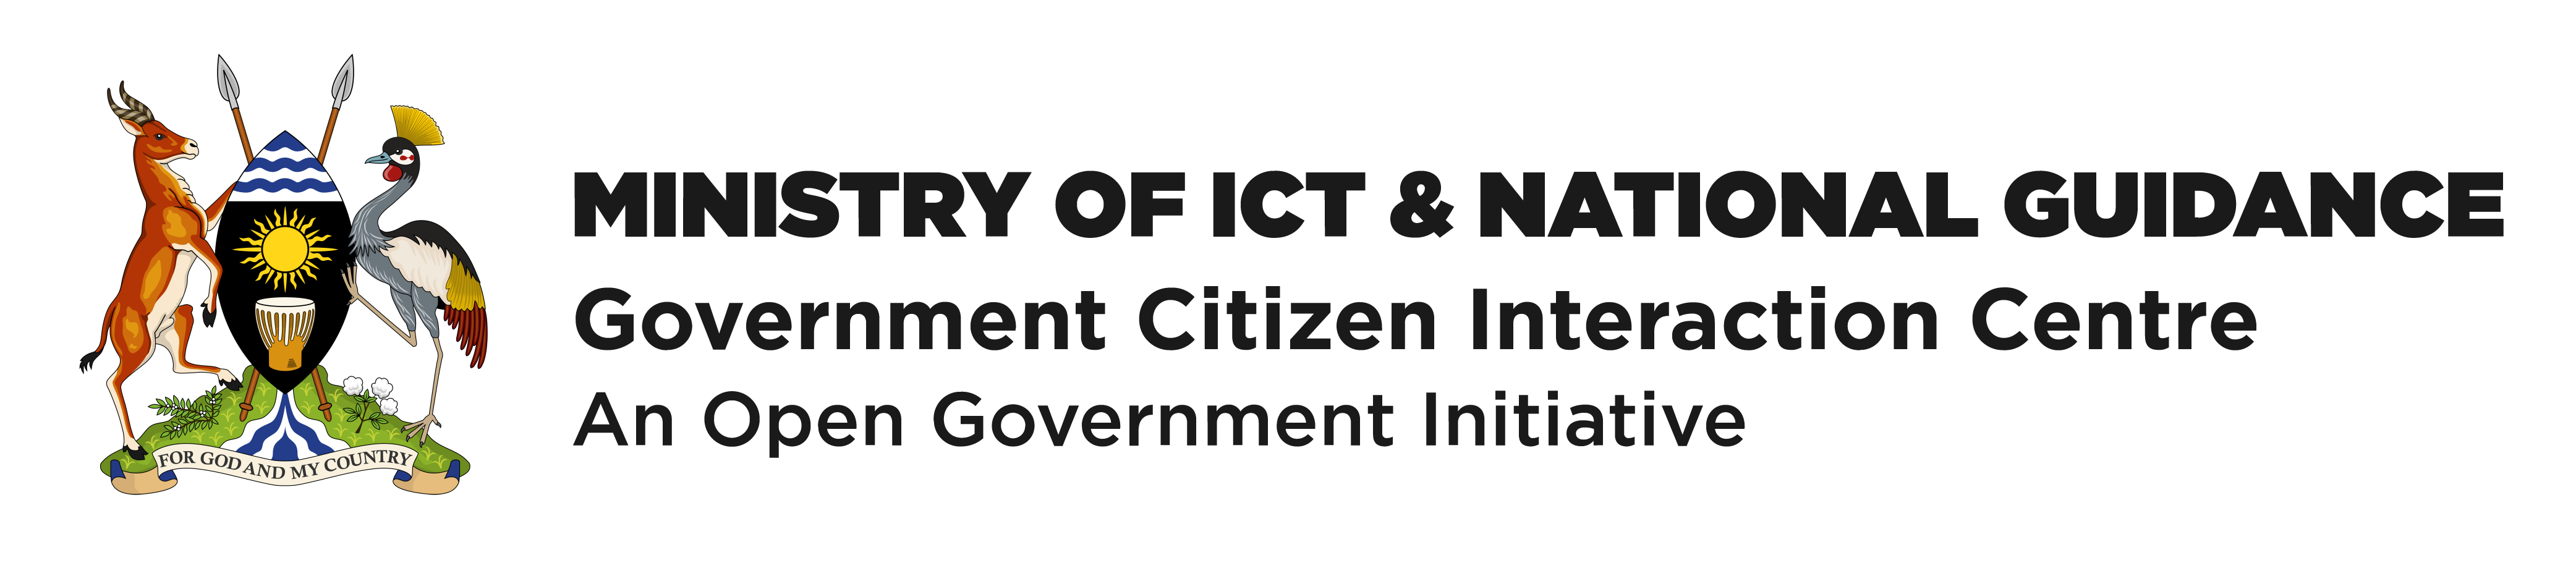 MINISTRY OF ICT & NATIONAL GUIDANCE
Government Citizen Interaction Centre
An Open Government Initiative
FOR GOD AND MY COUNTRY